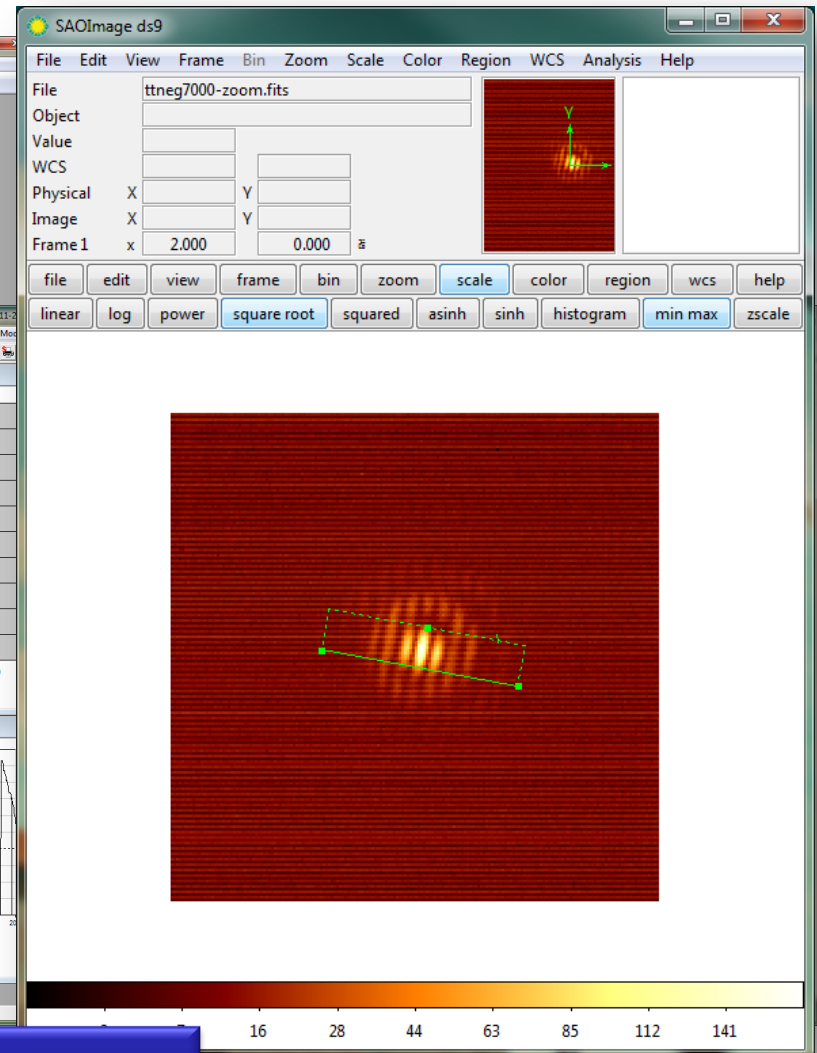 SAOImage ds9
File Edit View Frame Bin Zoom Scale Color Region WCS Analysis Help
File ttneg7000-zoom.fits
Object
Value
WCS
Physical X Y
Image X Y
Frame 1 x 2.000 0.000 
Y
file edit view frame bin zoom scale color region wcs help
linear log power square root squared asinh sinh histogram min max zscale
16 28 44 63 85 112 141